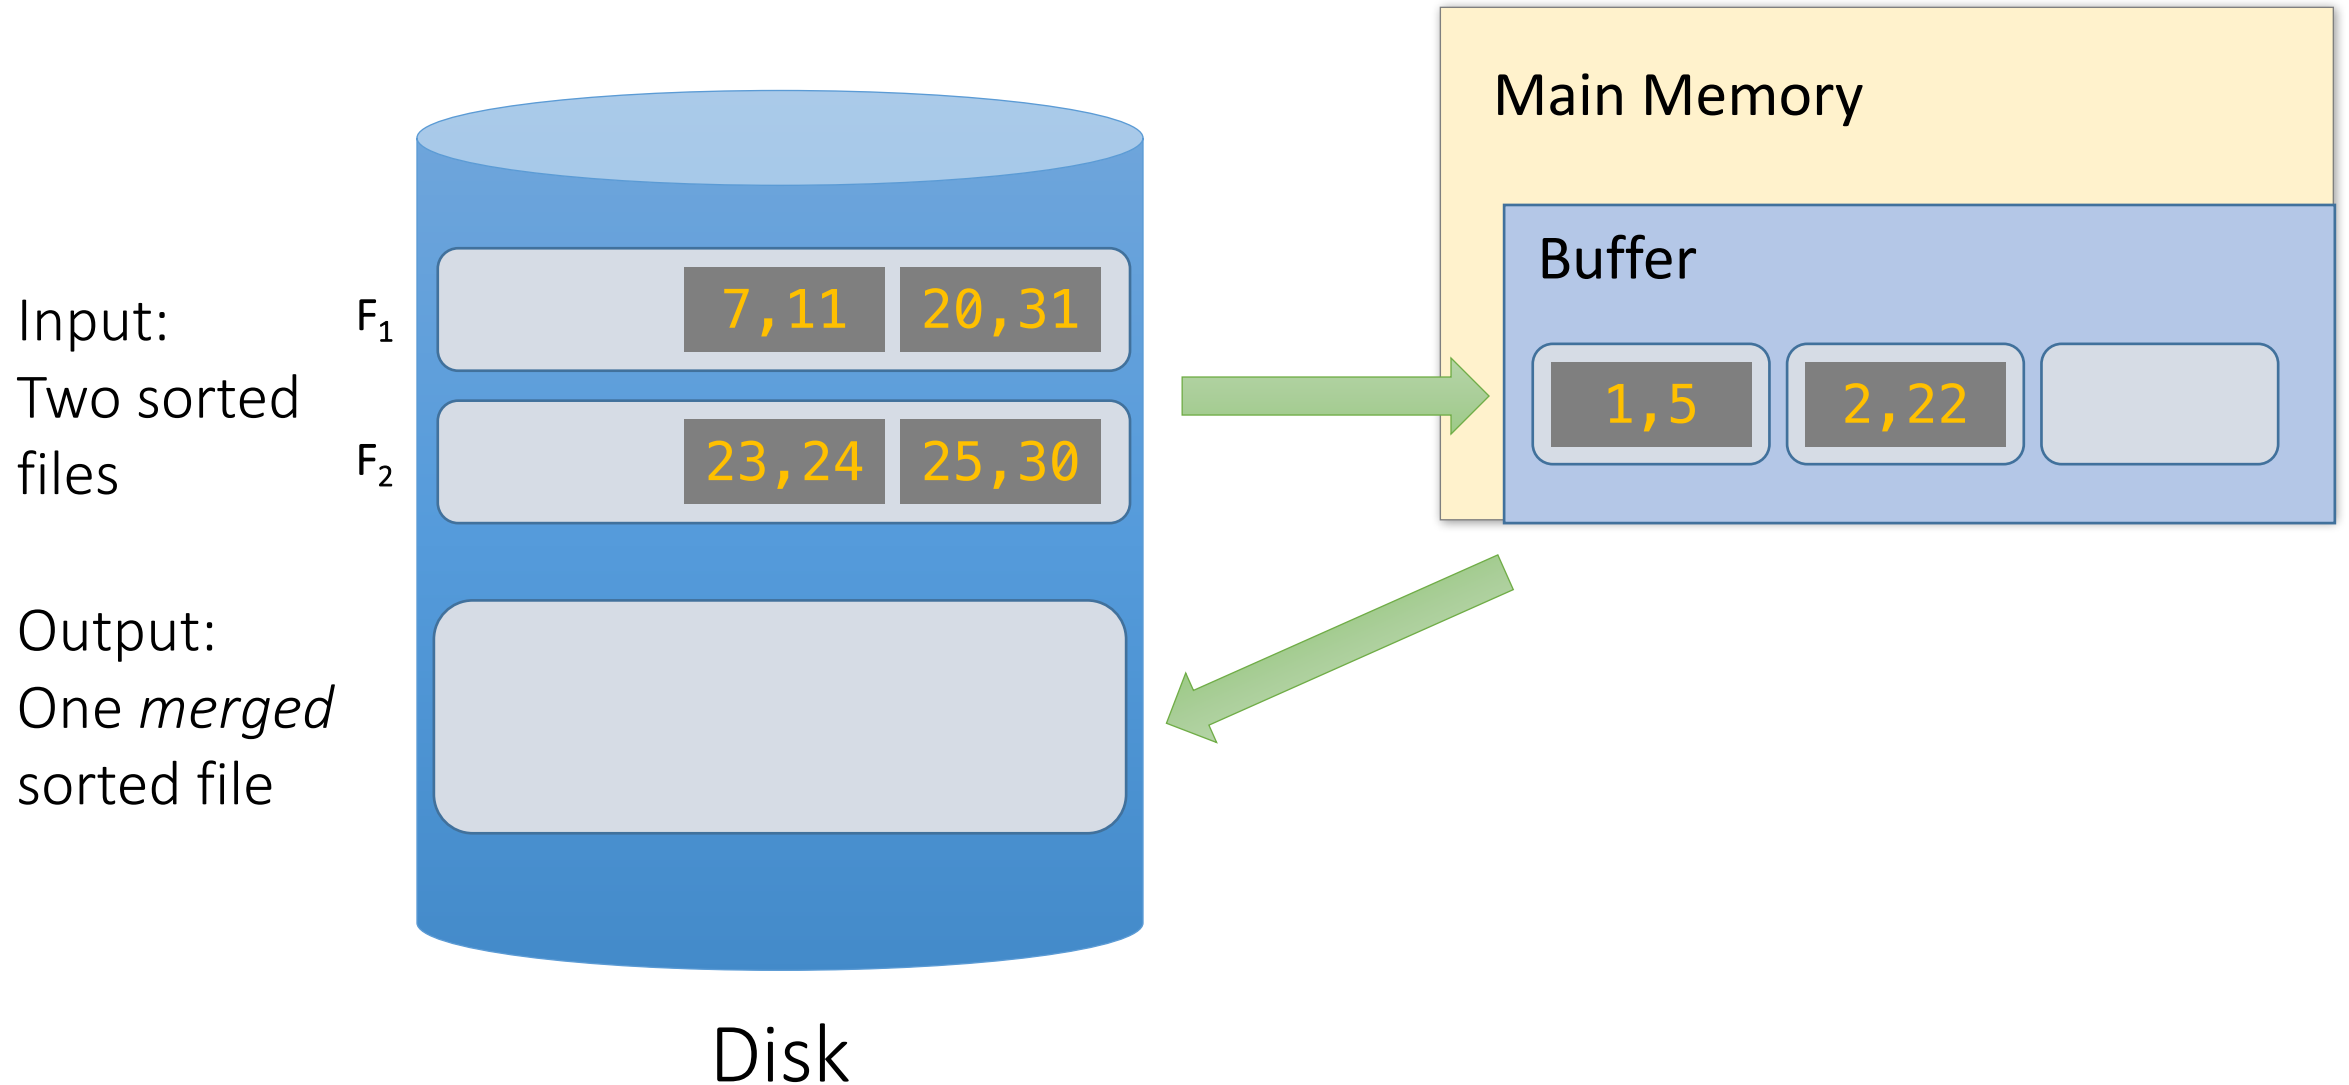 Main Memory
Buffer
Input:
Two sorted
files
F₁
7,11
20,31
F₂
23,24
25,30
1,5
2,22
Output:
One merged
sorted file
Disk